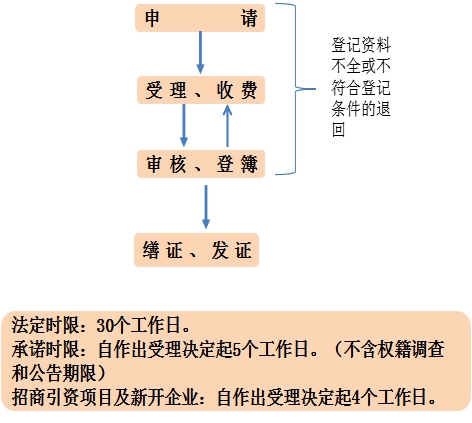 申 请
登记资料
不全或不
符合登记
条件的退
回
受理、收费
审核、登簿
缮证、发证
法定时限：30个工作日。
承诺时限：自作出受理决定起5个工作日。（不含权籍调查
和公告期限）
招商引资项目及新开企业：自作出受理决定起4个工作日。